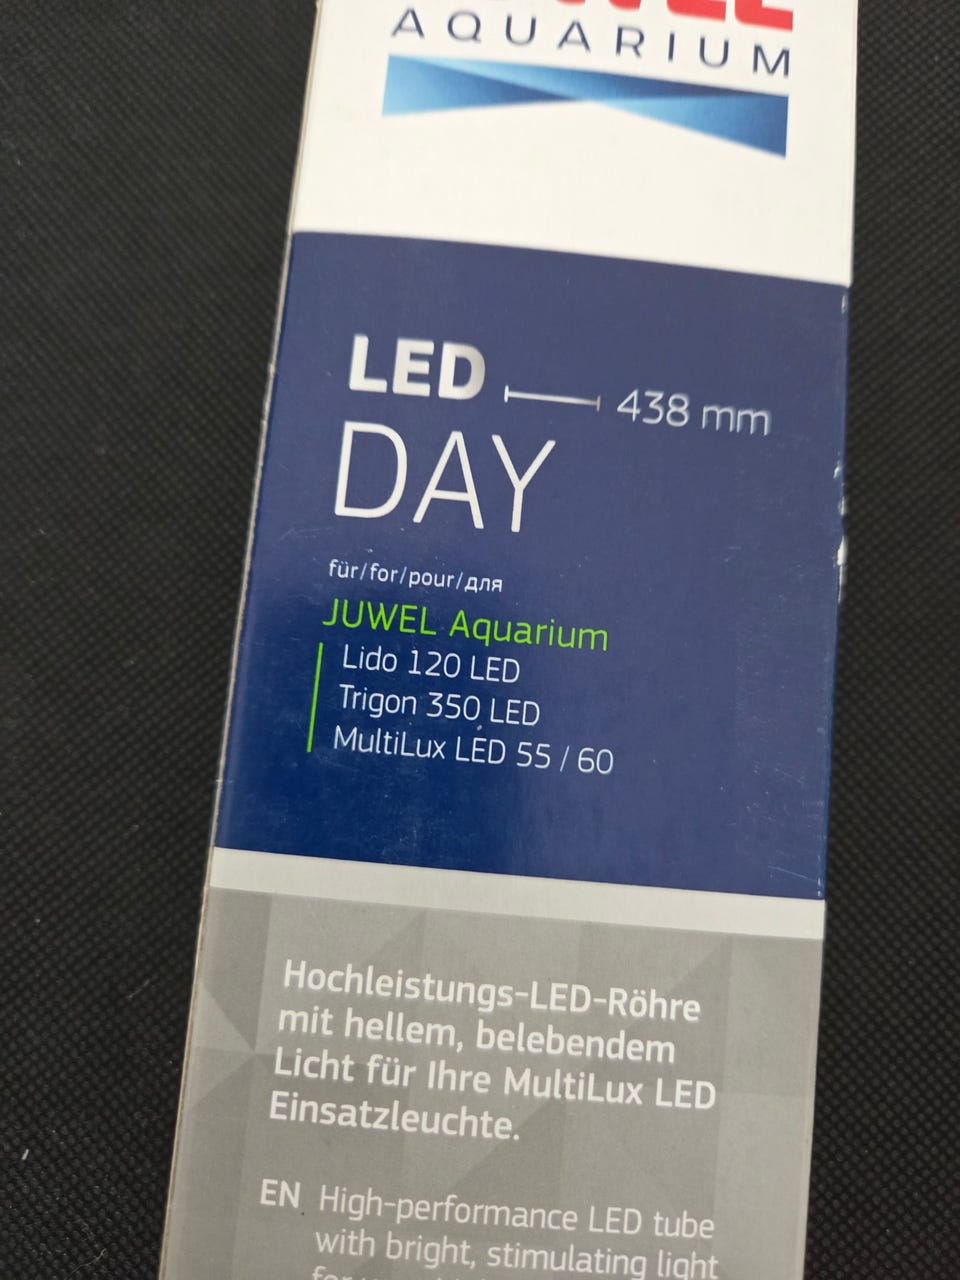 AQUARIUM
LED 438 mm
DAY
für/for/pour/для
JUWEL Aquarium
Lido 120 LED
Trigon 350 LED
MultiLux LED 55 / 60
Hochleistungs-LED-Röhre
mit hellem, belebendem
Licht für Ihre MultiLux LED
Einsatzleuchte.
EN High-performance LED tube
with bright, stimulating light